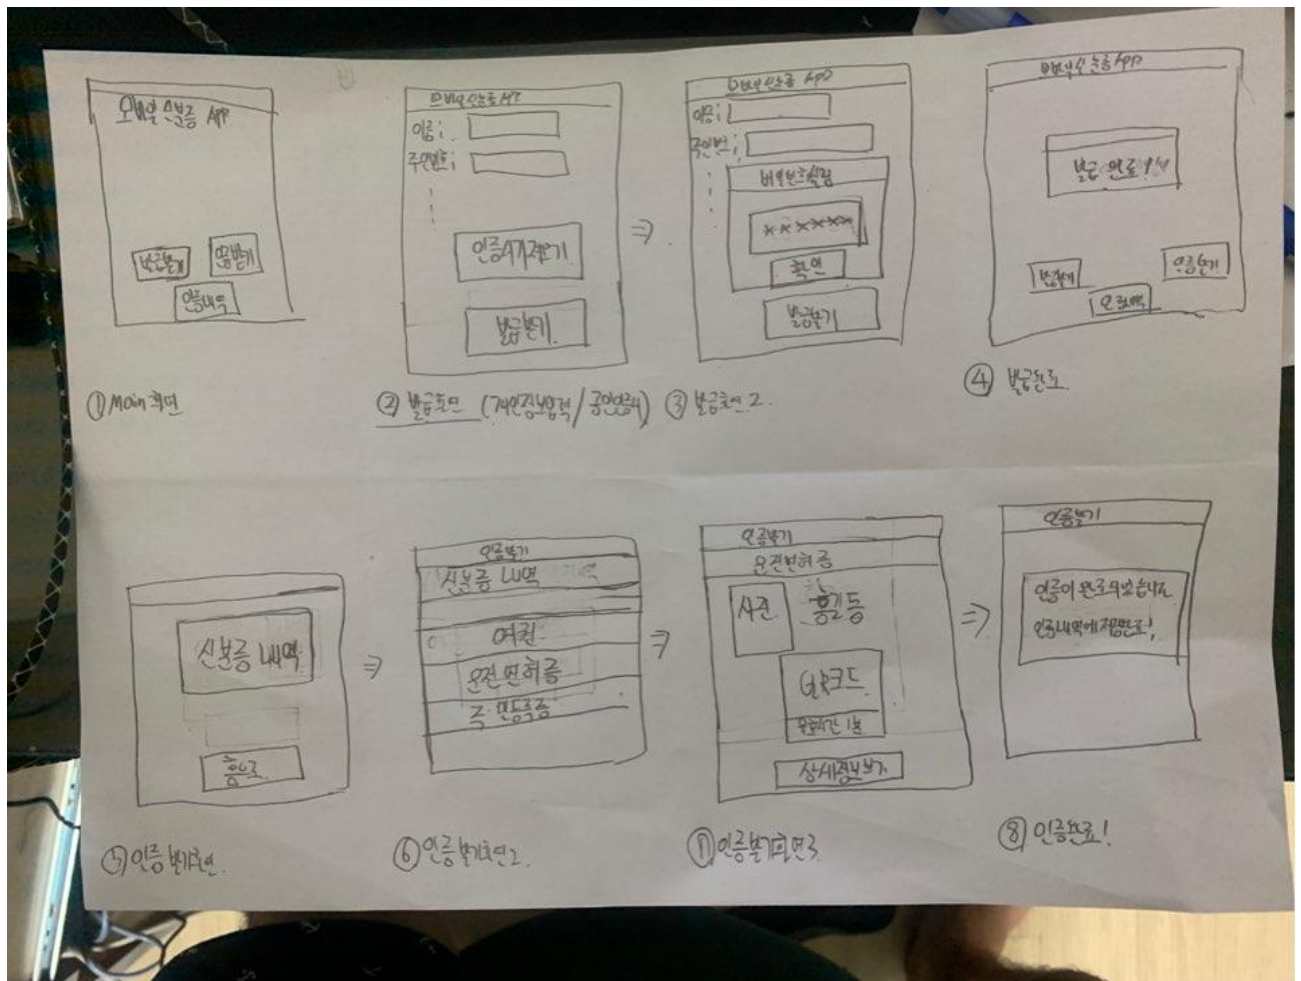 모바일 신분증 APP
발급받기
인증받기
인증내역
① Main 화면
모바일 신분증 APP
이름 :
주민번호 :
인증서가져오기
발급받기
② 발급화면 (개인정보입력 / 공인인증서)
모바일 신분증 APP
이름 :
주민번호 :
비밀번호설정
******
확인
발급받기
③ 발급화면 2.
모바일 신분증 APP
발급 완료!
발급받기
인증받기
인증내역
④ 발급완료.
신분증 내역
홈으로
⑤ 인증받기화면.
인증받기
신분증 내역
여권
운전면허증
주민등록증
⑥ 인증받기화면2.
인증받기
운전면허증
사진
홍길동
QR코드
유효시간 1분
상세정보보기
⑦ 인증받기화면3.
인증받기
인증이 완료되었습니다
인증내역에 저장완료!
⑧ 인증완료!